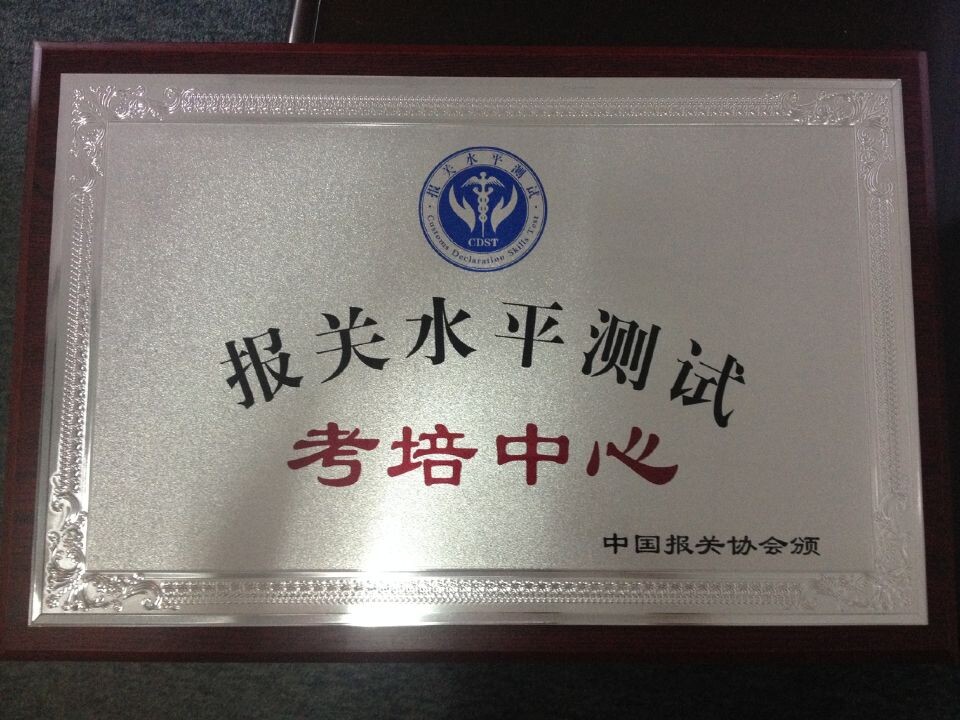 报关水平测试
CDST
Customs Declaration Skills Test
报关水平测试
考培中心
中国报关协会颁